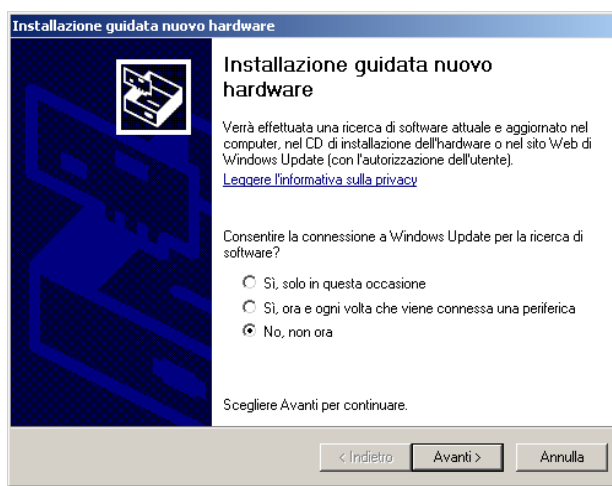 Installazione guidata nuovo hardware
Installazione guidata nuovo
hardware
Verrà effettuata una ricerca di software attuale e aggiornato nel
computer, nel CD di installazione dell'hardware o nel sito Web di
Windows Update (con l'autorizzazione dell'utente).
Leggere l'informativa sulla privacy
Consentire la connessione a Windows Update per la ricerca di
software?
Sì, solo in questa occasione
Sì, ora e ogni volta che viene connessa una periferica
No, non ora
Scegliere Avanti per continuare.
< Indietro Avanti > Annulla